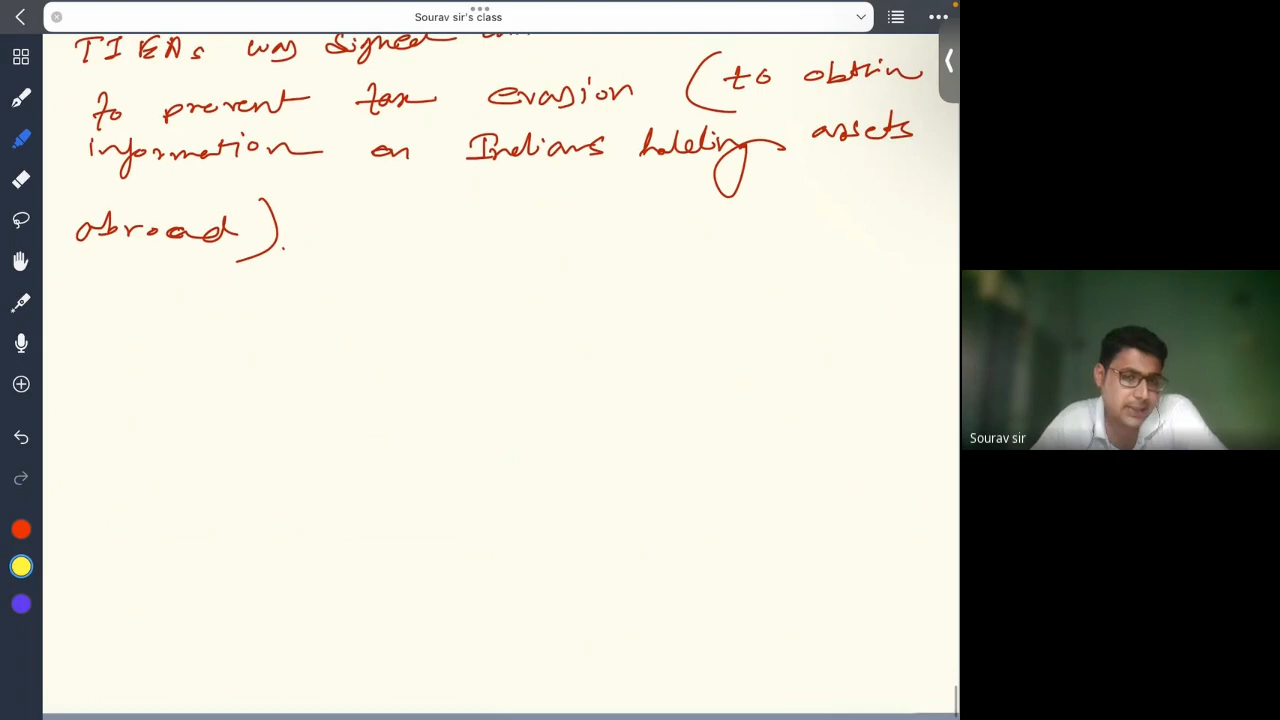 Sourav sir's class
TIEAs was signed
to prevent tax evasion (to obtain
information on Indians holding assets
abroad).
Sourav sir